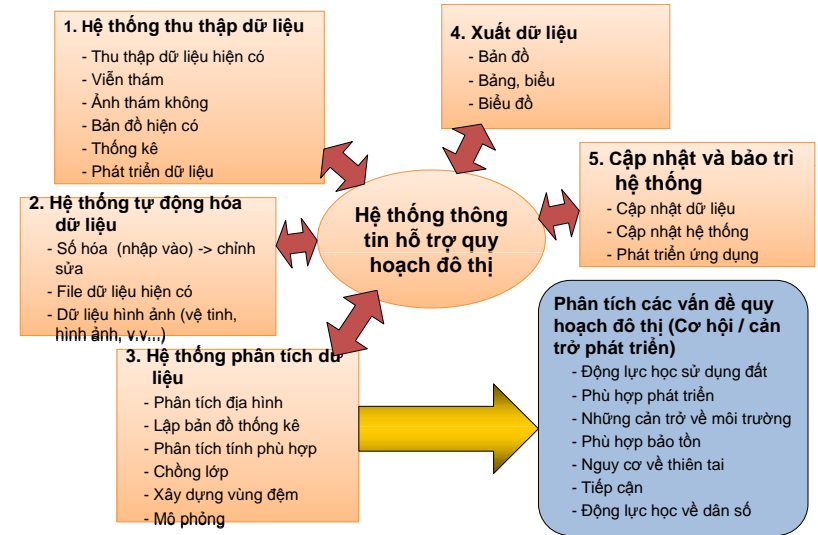 1. Hệ thống thu thập dữ liệu
- Thu thập dữ liệu hiện có
- Viễn thám
- Ảnh thám không
- Bản đồ hiện có
- Thống kê
- Phát triển dữ liệu
2. Hệ thống tự động hóa
dữ liệu
- Số hóa (nhập vào) -> chỉnh
sửa
- File dữ liệu hiện có
- Dữ liệu hình ảnh (vệ tinh,
hình ảnh, v.v...)
3. Hệ thống phân tích dữ
liệu
- Phân tích địa hình
- Lập bản đồ thống kê
- Phân tích tính phù hợp
- Chồng lớp
- Xây dựng vùng đệm
- Mô phỏng
Hệ thống thông
tin hỗ trợ quy
hoạch đô thị
4. Xuất dữ liệu
- Bản đồ
- Bảng, biểu
- Biểu đồ
5. Cập nhật và bảo trì
hệ thống
- Cập nhật dữ liệu
- Cập nhật hệ thống
- Phát triển ứng dụng
Phân tích các vấn đề quy
hoạch đô thị (Cơ hội / cản
trở phát triển)
- Động lực học sử dụng đất
- Phù hợp phát triển
- Những cản trở về môi trường
- Phù hợp bảo tồn
- Nguy cơ về thiên tai
- Tiếp cận
- Động lực học về dân số